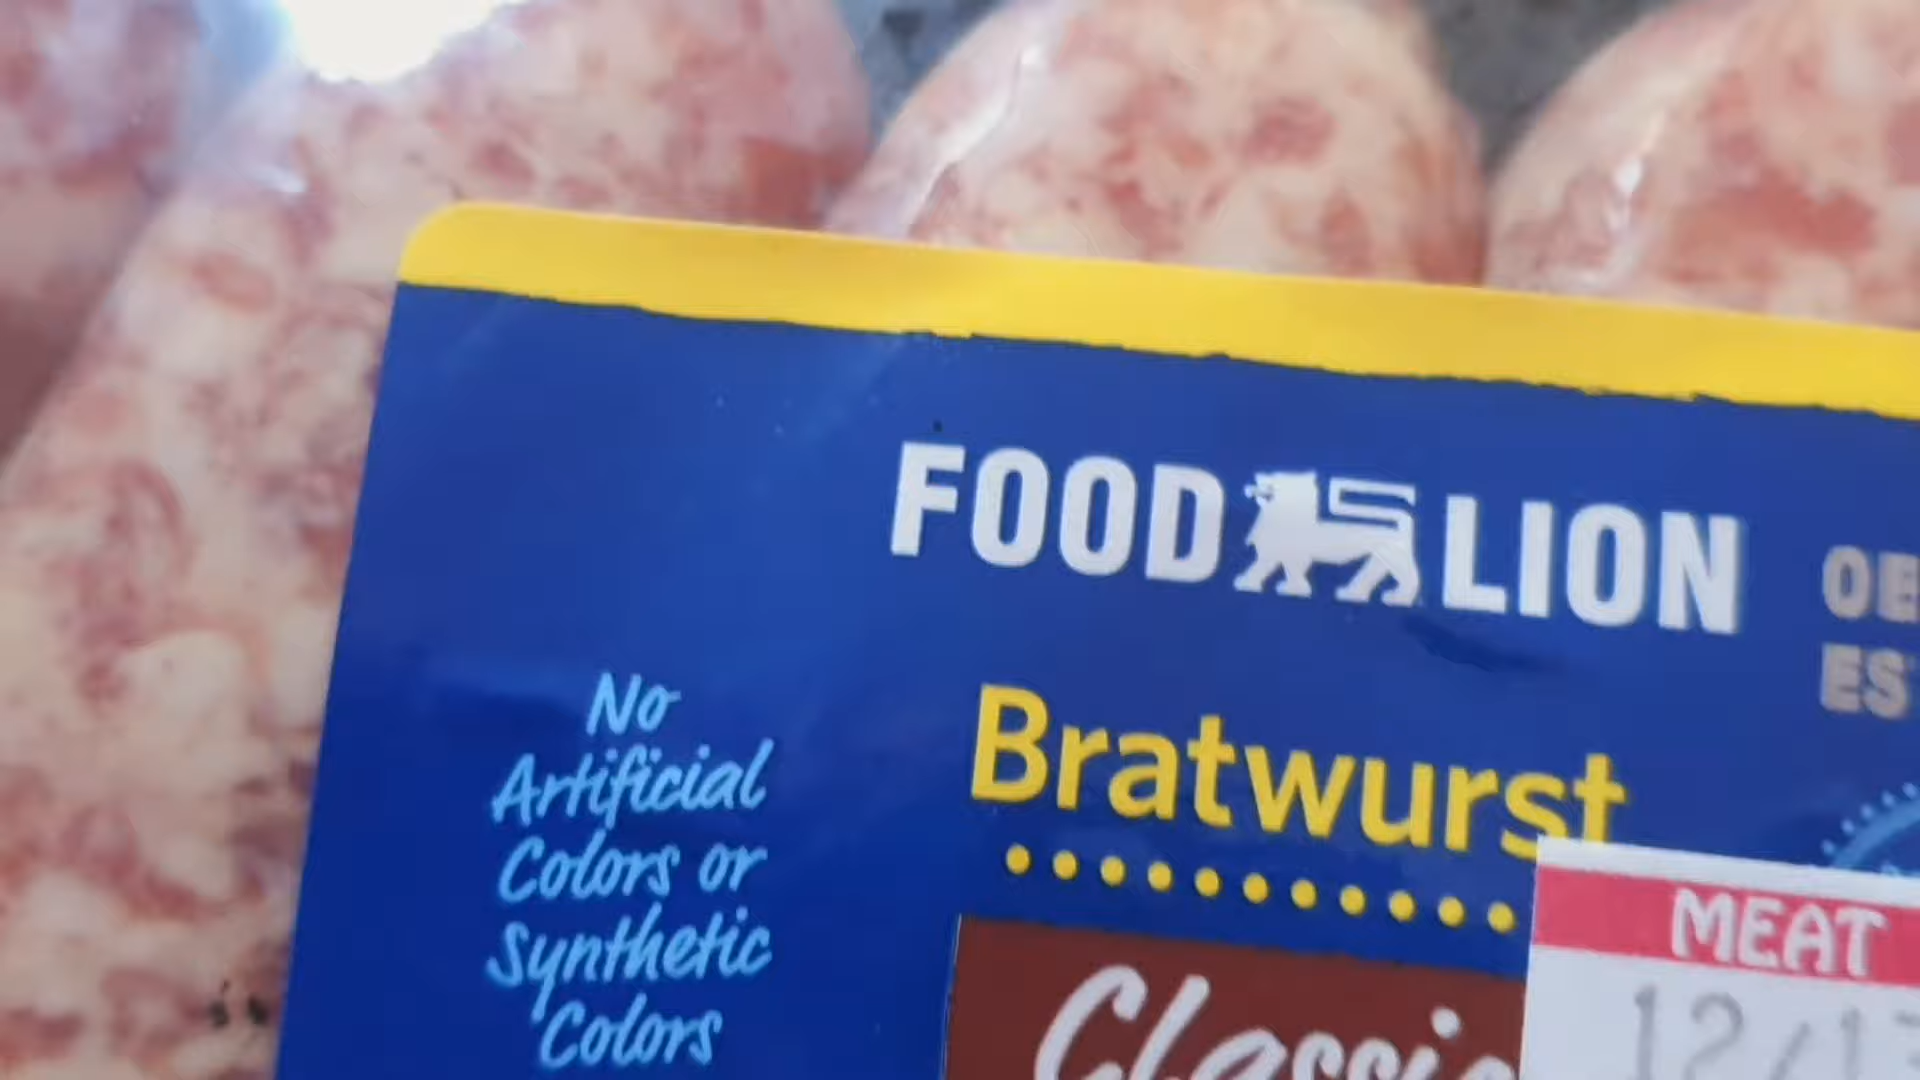 FOOD LION
No
Artificial
Colors or
Synthetic
Colors
Bratwurst
Classic
MEAT